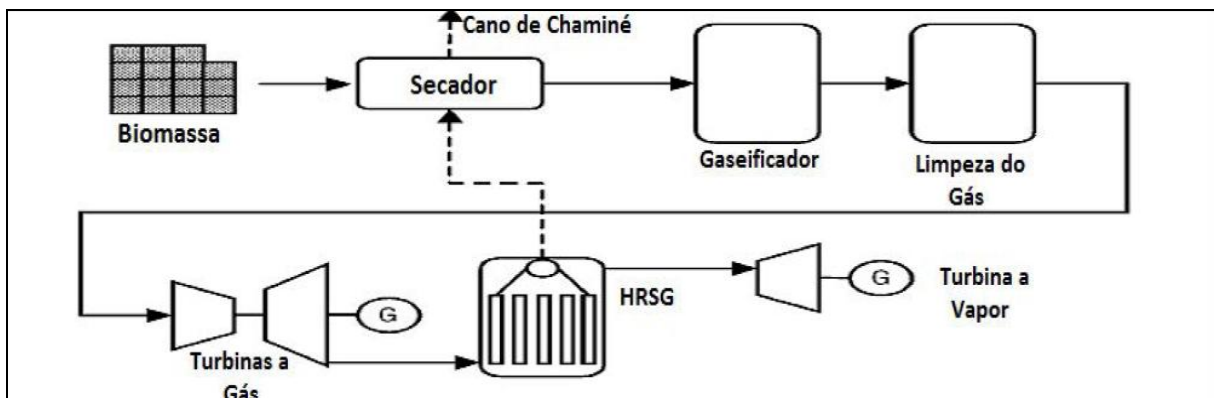 Cano de Chaminé
Secador
Biomassa
Gaseificador
Limpeza do
Gás
G
Turbinas a
Gás
HRSG
G
Turbina a
Vapor